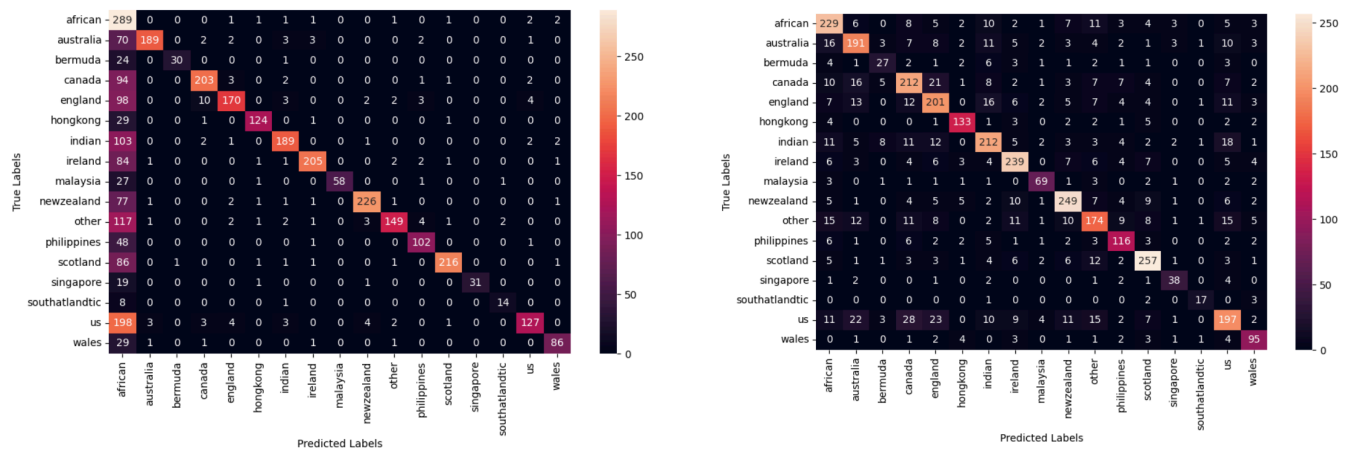 african 289 0 0 0 1 1 1 0 0 0 1 0 1 0 0 2 2
australia 70 189 0 2 2 0 3 3 0 0 0 2 0 0 0 1 0
bermuda 24 0 30 0 0 0 1 0 0 0 0 0 0 0 0 0 0
canada 94 0 0 203 3 0 2 0 0 0 0 1 1 0 0 2 0
england 98 0 0 10 170 0 3 0 0 2 2 3 0 0 0 4 0
hongkong 29 0 0 1 0 124 0 1 0 0 0 0 1 0 0 0 0
indian 103 0 0 2 1 0 189 0 0 1 0 0 0 0 0 2 2
ireland 84 1 0 0 0 1 1 205 0 0 2 2 1 0 0 0 1
malaysia 27 0 0 0 0 1 0 0 58 0 0 1 0 0 0 1 0
newzealand 77 1 0 0 2 1 1 1 0 226 1 0 0 0 0 0 0
other 117 1 0 0 1 1 2 1 0 3 149 4 1 0 2 0 0
philippines 48 0 0 0 0 0 0 1 0 0 0 102 0 0 0 1 0
scotland 86 0 1 0 1 1 1 0 0 1 1 0 216 0 0 0 1
singapore 19 0 0 0 0 0 0 0 0 0 0 0 0 31 0 0 0
southatlandtic 8 0 0 0 0 0 1 0 0 0 0 0 0 0 14 0 0
us 198 3 0 3 4 0 3 0 0 4 2 0 1 0 0 127 0
wales 29 1 0 1 0 0 0 1 0 0 1 0 0 0 0 0 86
african australia bermuda canada england hongkong indian ireland malaysia newzealand other philippines scotland singapore southatlandtic us wales
Predicted Labels
True Labels
250
200
150
100
50
0
african 229 6 0 8 5 2 10 2 1 7 11 3 4 3 0 5 3
australia 16 191 3 7 8 2 11 5 2 3 4 2 1 3 1 10 3
bermuda 4 1 27 2 1 2 6 3 1 1 2 1 1 0 0 3 0
canada 10 16 5 212 21 1 8 2 1 3 7 7 4 0 0 7 2
england 7 13 0 12 201 0 16 6 2 5 7 4 4 0 1 11 3
hongkong 4 0 0 1 3 133 3 0 0 2 2 1 5 0 0 2 2
indian 11 5 8 11 12 0 212 5 2 3 3 4 2 2 1 18 1
ireland 6 3 0 4 6 3 4 239 0 7 6 4 7 0 0 5 4
malaysia 3 0 1 1 1 1 1 0 69 1 3 0 2 1 0 2 2
newzealand 5 1 0 4 5 5 2 10 1 249 7 4 9 0 0 6 2
other 15 12 0 11 8 0 0 11 1 10 174 9 8 1 1 15 5
philippines 6 1 0 6 2 2 5 1 1 2 3 116 3 0 0 2 2
scotland 5 1 1 3 3 1 4 6 2 6 12 2 257 1 0 3 1
singapore 1 2 0 1 0 0 2 0 0 0 1 2 1 38 0 4 0
southatlandtic 0 0 0 0 0 0 1 0 0 0 1 0 2 0 17 0 3
us 11 22 3 28 23 0 10 9 4 11 15 2 7 1 0 197 2
wales 0 1 1 1 2 4 0 3 0 1 1 2 3 1 1 4 95
african australia bermuda canada england hongkong indian ireland malaysia newzealand other philippines scotland singapore southatlandtic us wales
Predicted Labels
True Labels
250
200
150
100
50
0